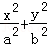 x²/a² + y²/b²